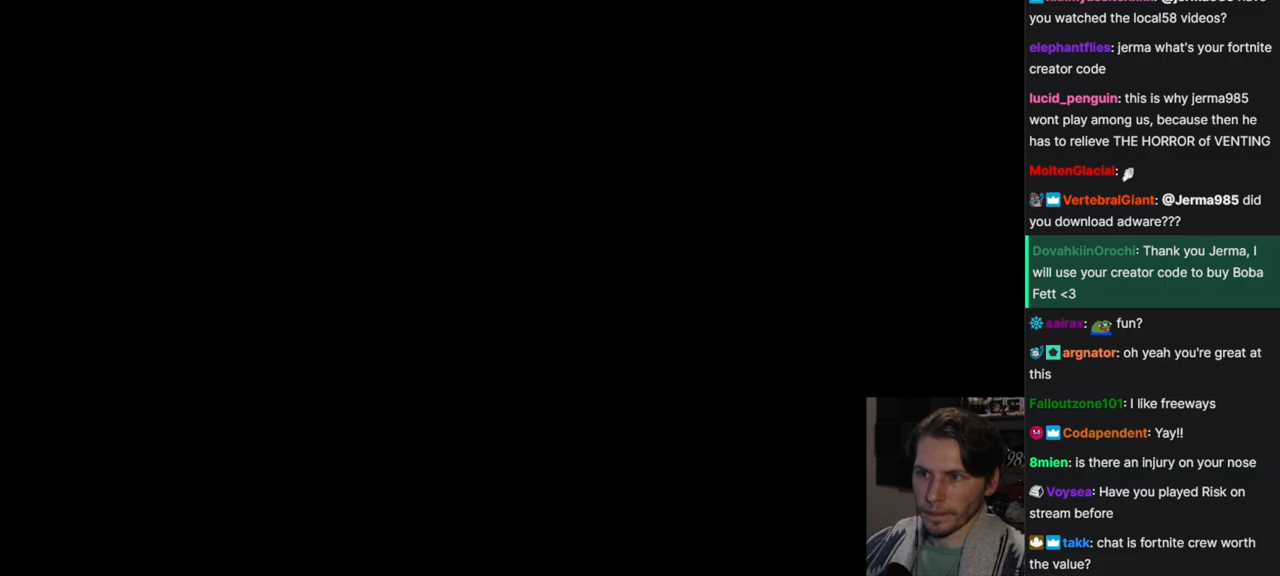 you watched the local58 videos?
elephantflies: jerma what's your fortnite
creator code
lucid_penguin: this is why jerma985
wont play among us, because then he
has to relieve THE HORROR of VENTING
MoltenGlacial:
VertebralGiant: @Jerma985 did
you download adware???
DovahkiinOrochi: Thank you Jerma, I
will use your creator code to buy Boba
Fett <3
sairax: fun?
argnator: oh yeah you're great at
this
Falloutzone101: I like freeways
Codapendent: Yay!!
8mien: is there an injury on your nose
Voysea: Have you played Risk on
stream before
takk: chat is fortnite crew worth
the value?